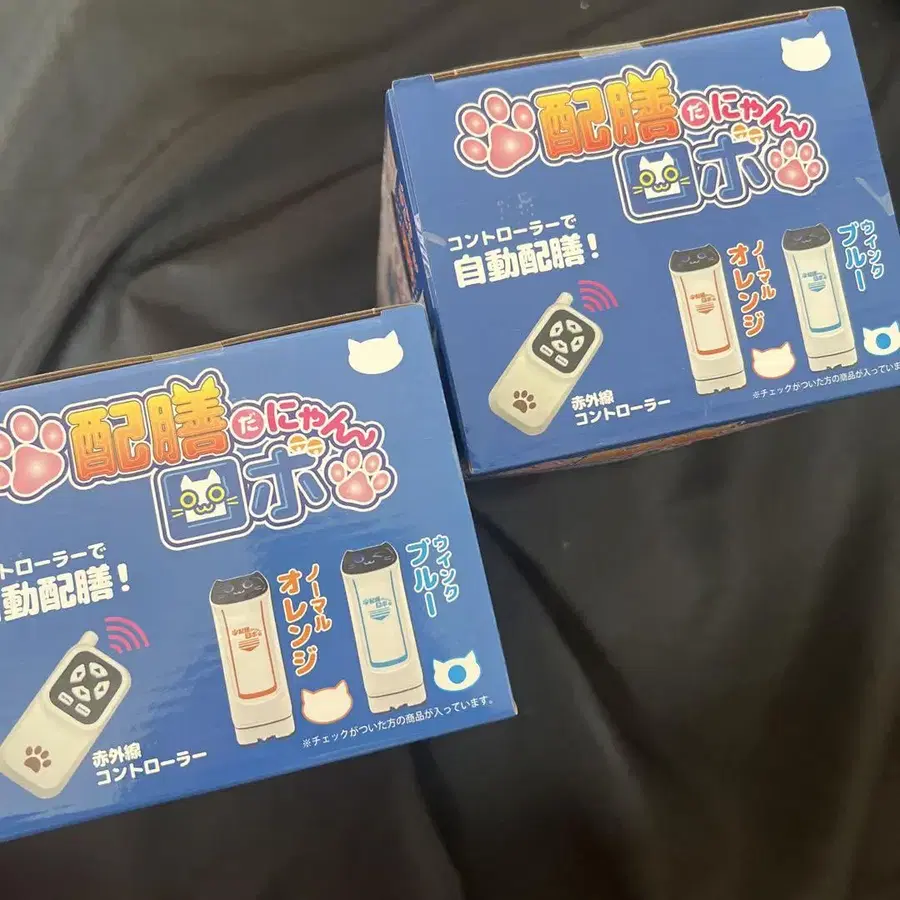 配膳だにゃん〜
ロボ
コントローラーで
自動配膳！
赤外線
コントローラー
ノーマル
オレンジ
ウィンク
ブルー
※チェックがついた方の商品が入っていま
配膳だにゃん〜
ロボ
トローラーで
動配膳！
赤外線
コントローラー
ノーマル
オレンジ
ウィンク
ブルー
※チェックがついた方の商品が入っています。